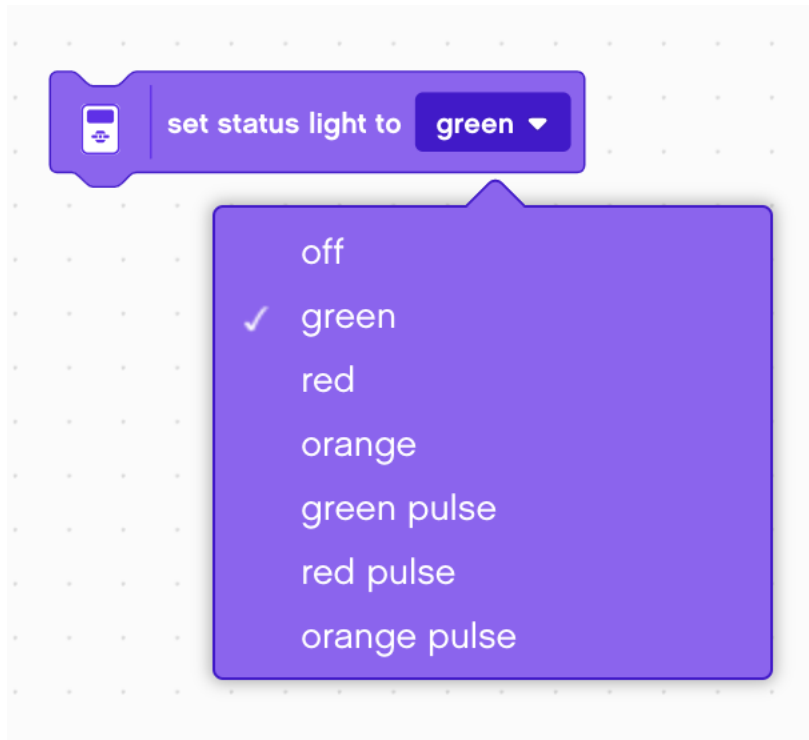 set status light to green
off
green
red
orange
green pulse
red pulse
orange pulse